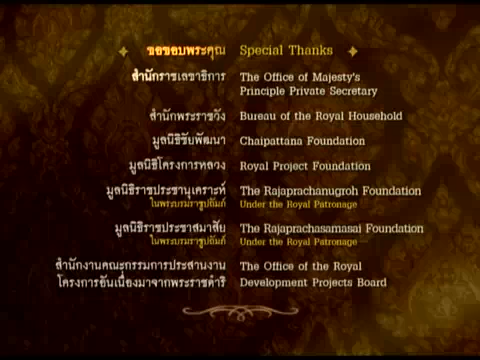 ขอขอบพระคุณ Special Thanks
สำนักราชเลขาธิการ The Office of Majesty's
Principle Private Secretary
สำนักพระราชวัง Bureau of the Royal Household
มูลนิธิชัยพัฒนา Chaipattana Foundation
มูลนิธิโครงการหลวง Royal Project Foundation
มูลนิธิราชประชานุเคราะห์ The Rajaprachanugroh Foundation
ในพระบรมราชูปถัมภ์ Under the Royal Patronage
มูลนิธิราชประชาสมาสัย The Rajaprachasamasai Foundation
ในพระบรมราชูปถัมภ์ Under the Royal Patronage
สำนักงานคณะกรรมการประสานงาน The Office of the Royal
โครงการอันเนื่องมาจากพระราชดำริ Development Projects Board